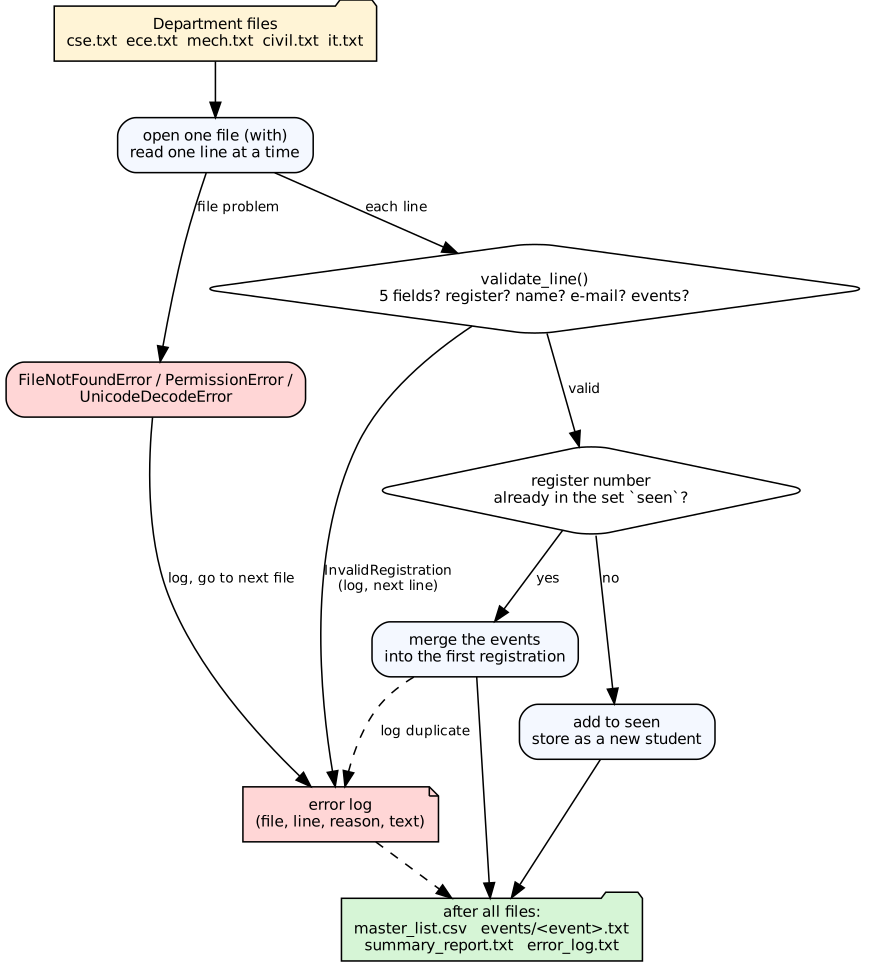 Department files
cse.txt  ece.txt  mech.txt  civil.txt  it.txt
open one file (with)
read one line at a time
file problem
each line
validate_line()
5 fields? register? name? e-mail? events?
FileNotFoundError / PermissionError /
UnicodeDecodeError
valid
register number
already in the set `seen`?
log, go to next file
InvalidRegistration
(log, next line)
yes
no
merge the events
into the first registration
add to seen
store as a new student
log duplicate
error log
(file, line, reason, text)
after all files:
master_list.csv   events/<event>.txt
summary_report.txt   error_log.txt